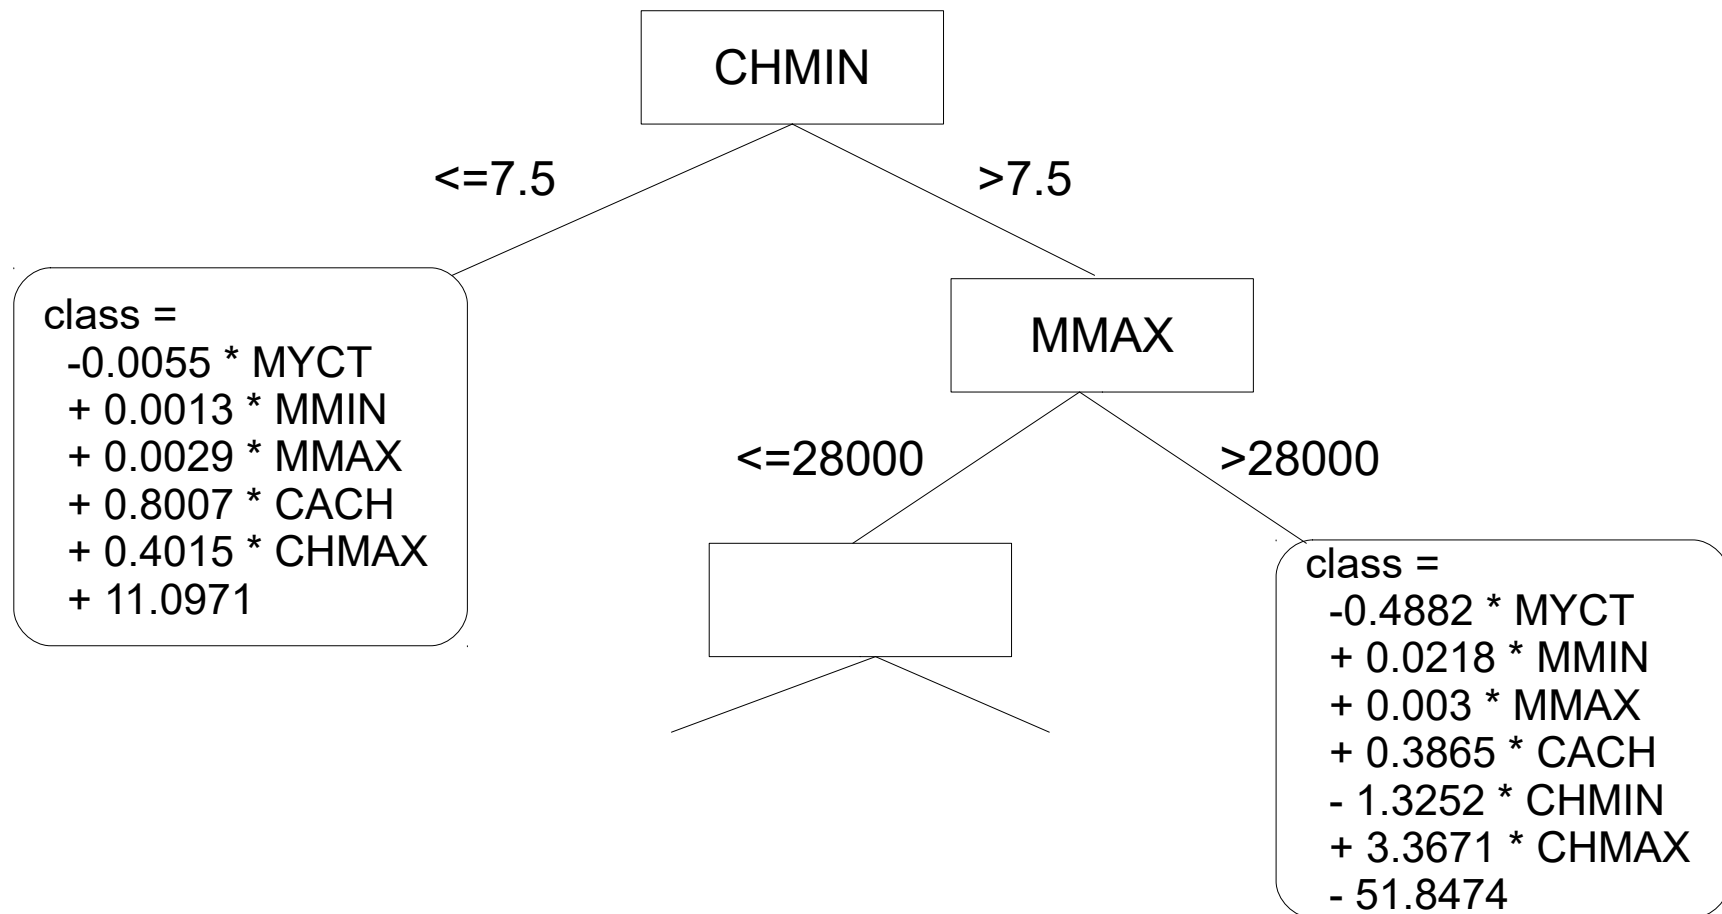 CHMIN
<=7.5
>7.5
class =
-0.0055 * MYCT
+ 0.0013 * MMIN
+ 0.0029 * MMAX
+ 0.8007 * CACH
+ 0.4015 * CHMAX
+ 11.0971
MMAX
<=28000
>28000
class =
-0.4882 * MYCT
+ 0.0218 * MMIN
+ 0.003 * MMAX
+ 0.3865 * CACH
- 1.3252 * CHMIN
+ 3.3671 * CHMAX
- 51.8474